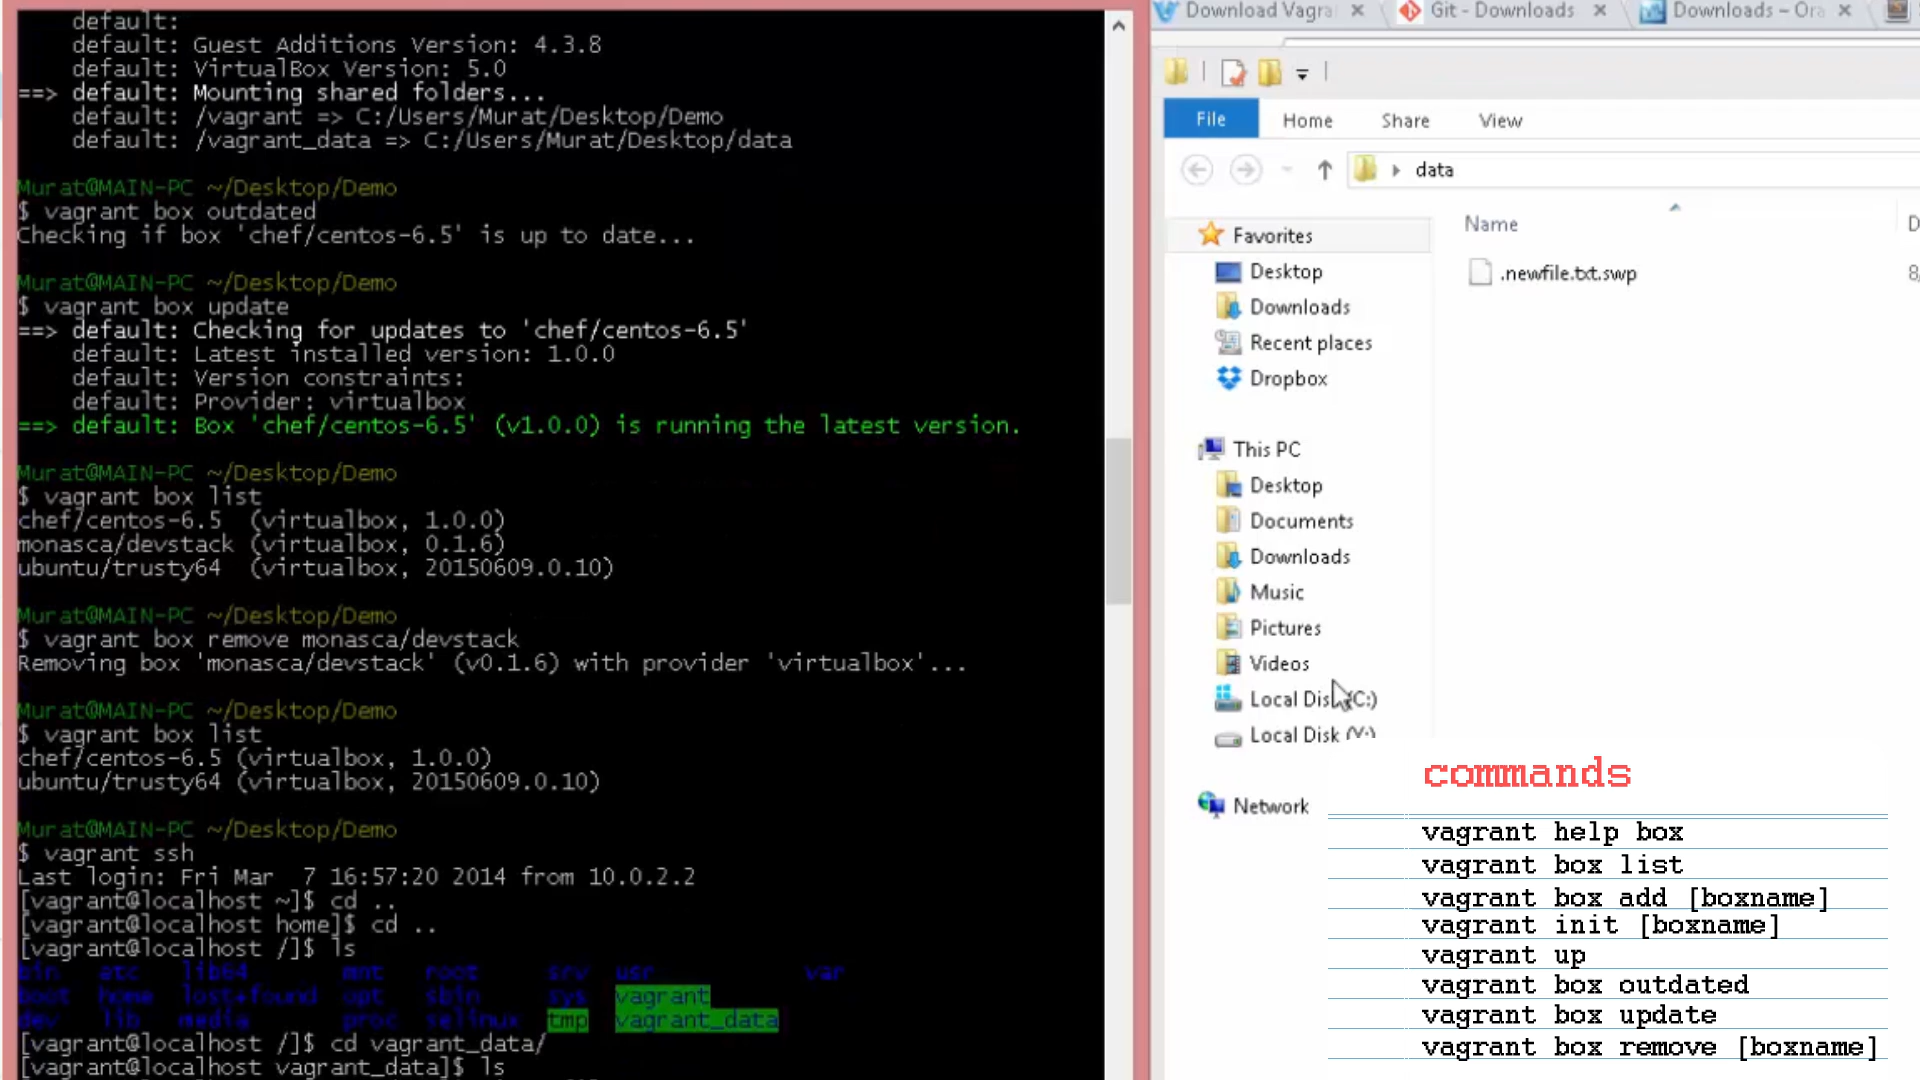 default:
default: Guest Additions Version: 4.3.8
default: VirtualBox Version: 5.0
==> default: Mounting shared folders...
default: /vagrant => C:/Users/Murat/Desktop/Demo
default: /vagrant_data => C:/Users/Murat/Desktop/data
Murat@MAIN-PC ~/Desktop/Demo
$ vagrant box outdated
Checking if box 'chef/centos-6.5' is up to date...
Murat@MAIN-PC ~/Desktop/Demo
$ vagrant box update
==> default: Checking for updates to 'chef/centos-6.5'
default: Latest installed version: 1.0.0
default: Version constraints:
default: Provider: virtualbox
==> default: Box 'chef/centos-6.5' (v1.0.0) is running the latest version.
Murat@MAIN-PC ~/Desktop/Demo
$ vagrant box list
chef/centos-6.5  (virtualbox, 1.0.0)
monasca/devstack (virtualbox, 0.1.6)
ubuntu/trusty64  (virtualbox, 20150609.0.10)
Murat@MAIN-PC ~/Desktop/Demo
$ vagrant box remove monasca/devstack
Removing box 'monasca/devstack' (v0.1.6) with provider 'virtualbox'...
Murat@MAIN-PC ~/Desktop/Demo
$ vagrant box list
chef/centos-6.5 (virtualbox, 1.0.0)
ubuntu/trusty64 (virtualbox, 20150609.0.10)
Murat@MAIN-PC ~/Desktop/Demo
$ vagrant ssh
Last login: Fri Mar  7 16:57:20 2014 from 10.0.2.2
[vagrant@localhost ~]$ cd ..
[vagrant@localhost home]$ cd ..
[vagrant@localhost /]$ ls
bin etc lib64 mnt root srv usr var
boot home lost+found opt sbin sys vagrant
dev lib media proc selinux tmp vagrant_data
[vagrant@localhost /]$ cd vagrant_data/
[vagrant@localhost vagrant_data]$ ls
Download Vagra
Git - Downloads
Downloads – Ora
File Home Share View
data
Name
.newfile.txt.swp
Favorites
Desktop
Downloads
Recent places
Dropbox
This PC
Desktop
Documents
Downloads
Music
Pictures
Videos
Local Disk (C:)
Local Disk
Network
commands
vagrant help box
vagrant box list
vagrant box add [boxname]
vagrant init [boxname]
vagrant up
vagrant box outdated
vagrant box update
vagrant box remove [boxname]